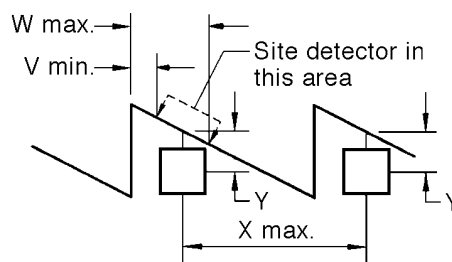 W max.
V min.
Site detector in
this area
Y
Y
X max.